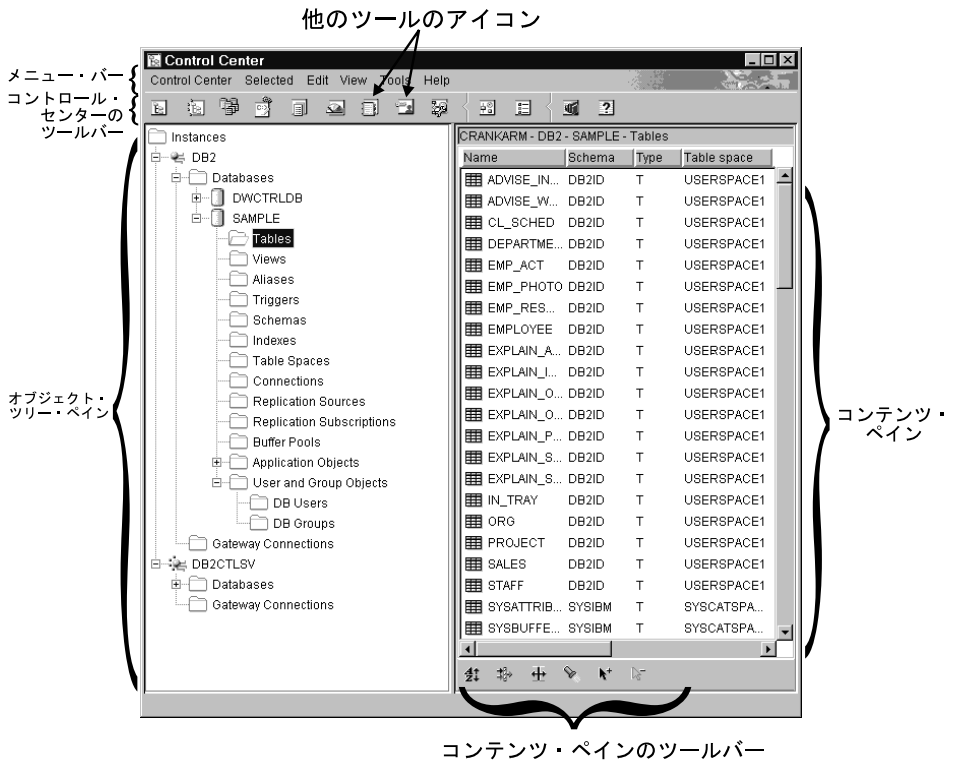 他のツールのアイコン
メニュー・バー
コントロール・
センターの
ツールバー
Control Center
Control Center Selected Edit View Tools Help
Instances
DB2
Databases
DWCTRLDB
SAMPLE
Tables
Views
Aliases
Triggers
Schemas
Indexes
Table Spaces
Connections
Replication Sources
Replication Subscriptions
Buffer Pools
Application Objects
User and Group Objects
DB Users
DB Groups
Gateway Connections
DB2CTLSV
Databases
Gateway Connections
オブジェクト・
ツリー・ペイン
CRANKARM - DB2 - SAMPLE - Tables
Name Schema Type Table space
ADVISE_IN... DB2ID T USERSPACE1
ADVISE_W... DB2ID T USERSPACE1
CL_SCHED DB2ID T USERSPACE1
DEPARTME... DB2ID T USERSPACE1
EMP_ACT DB2ID T USERSPACE1
EMP_PHOTO DB2ID T USERSPACE1
EMP_RES... DB2ID T USERSPACE1
EMPLOYEE DB2ID T USERSPACE1
EXPLAIN_A... DB2ID T USERSPACE1
EXPLAIN_I... DB2ID T USERSPACE1
EXPLAIN_O... DB2ID T USERSPACE1
EXPLAIN_O... DB2ID T USERSPACE1
EXPLAIN_P... DB2ID T USERSPACE1
EXPLAIN_S... DB2ID T USERSPACE1
EXPLAIN_S... DB2ID T USERSPACE1
IN_TRAY DB2ID T USERSPACE1
ORG DB2ID T USERSPACE1
PROJECT DB2ID T USERSPACE1
SALES DB2ID T USERSPACE1
STAFF DB2ID T USERSPACE1
SYSATTRIB... SYSIBM T SYSCATSPA...
SYSBUFFE... SYSIBM T SYSCATSPA...
コンテンツ・
ペイン
コンテンツ・ペインのツールバー